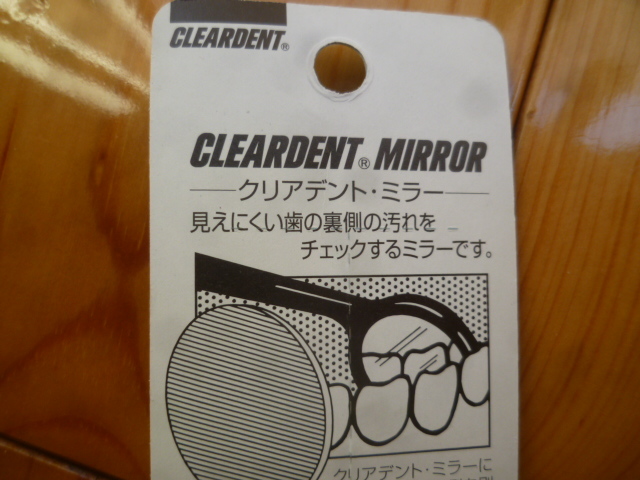 CLEARDENT®
CLEARDENT® MIRROR
クリアデント・ミラー
見えにくい歯の裏側の汚れを
チェックするミラーです。
クリアデント・ミラーに